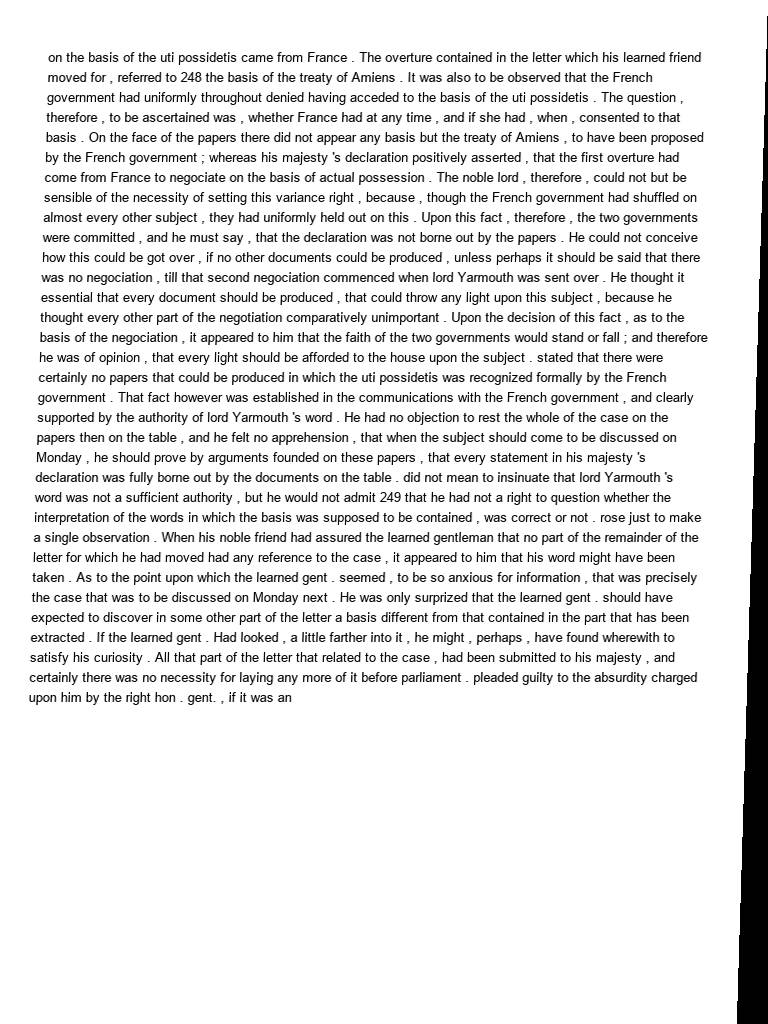 on the basis of the uti possidetis came from France . The overture contained in the letter which his learned friend
moved for , referred to 248 the basis of the treaty of Amiens . It was also to be observed that the French
government had uniformly throughout denied having acceded to the basis of the uti possidetis . The question ,
therefore , to be ascertained was , whether France had at any time , and if she had , when , consented to that
basis . On the face of the papers there did not appear any basis but the treaty of Amiens , to have been proposed
by the French government ; whereas his majesty 's declaration positively asserted , that the first overture had
come from France to negociate on the basis of actual possession . The noble lord , therefore , could not but be
sensible of the necessity of setting this variance right , because , though the French government had shuffled on
almost every other subject , they had uniformly held out on this . Upon this fact , therefore , the two governments
were committed , and he must say , that the declaration was not borne out by the papers . He could not conceive
how this could be got over , if no other documents could be produced , unless perhaps it should be said that there
was no negociation , till that second negociation commenced when lord Yarmouth was sent over . He thought it
essential that every document should be produced , that could throw any light upon this subject , because he
thought every other part of the negotiation comparatively unimportant . Upon the decision of this fact , as to the
basis of the negociation , it appeared to him that the faith of the two governments would stand or fall ; and therefore
he was of opinion , that every light should be afforded to the house upon the subject . stated that there were
certainly no papers that could be produced in which the uti possidetis was recognized formally by the French
government . That fact however was established in the communications with the French government , and clearly
supported by the authority of lord Yarmouth 's word . He had no objection to rest the whole of the case on the
papers then on the table , and he felt no apprehension , that when the subject should come to be discussed on
Monday , he should prove by arguments founded on these papers , that every statement in his majesty 's
declaration was fully borne out by the documents on the table . did not mean to insinuate that lord Yarmouth 's
word was not a sufficient authority , but he would not admit 249 that he had not a right to question whether the
interpretation of the words in which the basis was supposed to be contained , was correct or not . rose just to make
a single observation . When his noble friend had assured the learned gentleman that no part of the remainder of the
letter for which he had moved had any reference to the case , it appeared to him that his word might have been
taken . As to the point upon which the learned gent . seemed , to be so anxious for information , that was precisely
the case that was to be discussed on Monday next . He was only surprized that the learned gent . should have
expected to discover in some other part of the letter a basis different from that contained in the part that has been
extracted . If the learned gent . Had looked , a little farther into it , he might , perhaps , have found wherewith to
satisfy his curiosity . All that part of the letter that related to the case , had been submitted to his majesty , and
certainly there was no necessity for laying any more of it before parliament . pleaded guilty to the absurdity charged
upon him by the right hon . gent. , if it was an